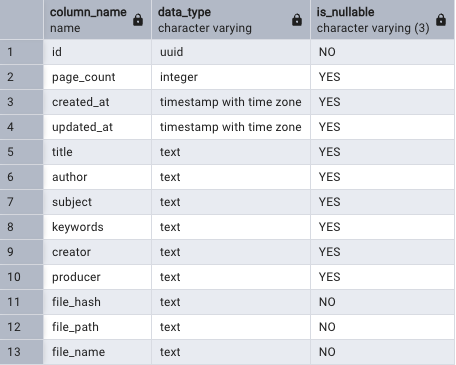 column_name data_type is_nullable
name character varying character varying (3)
1 id uuid NO
2 page_count integer YES
3 created_at timestamp with time zone YES
4 updated_at timestamp with time zone YES
5 title text YES
6 author text YES
7 subject text YES
8 keywords text YES
9 creator text YES
10 producer text YES
11 file_hash text NO
12 file_path text NO
13 file_name text NO